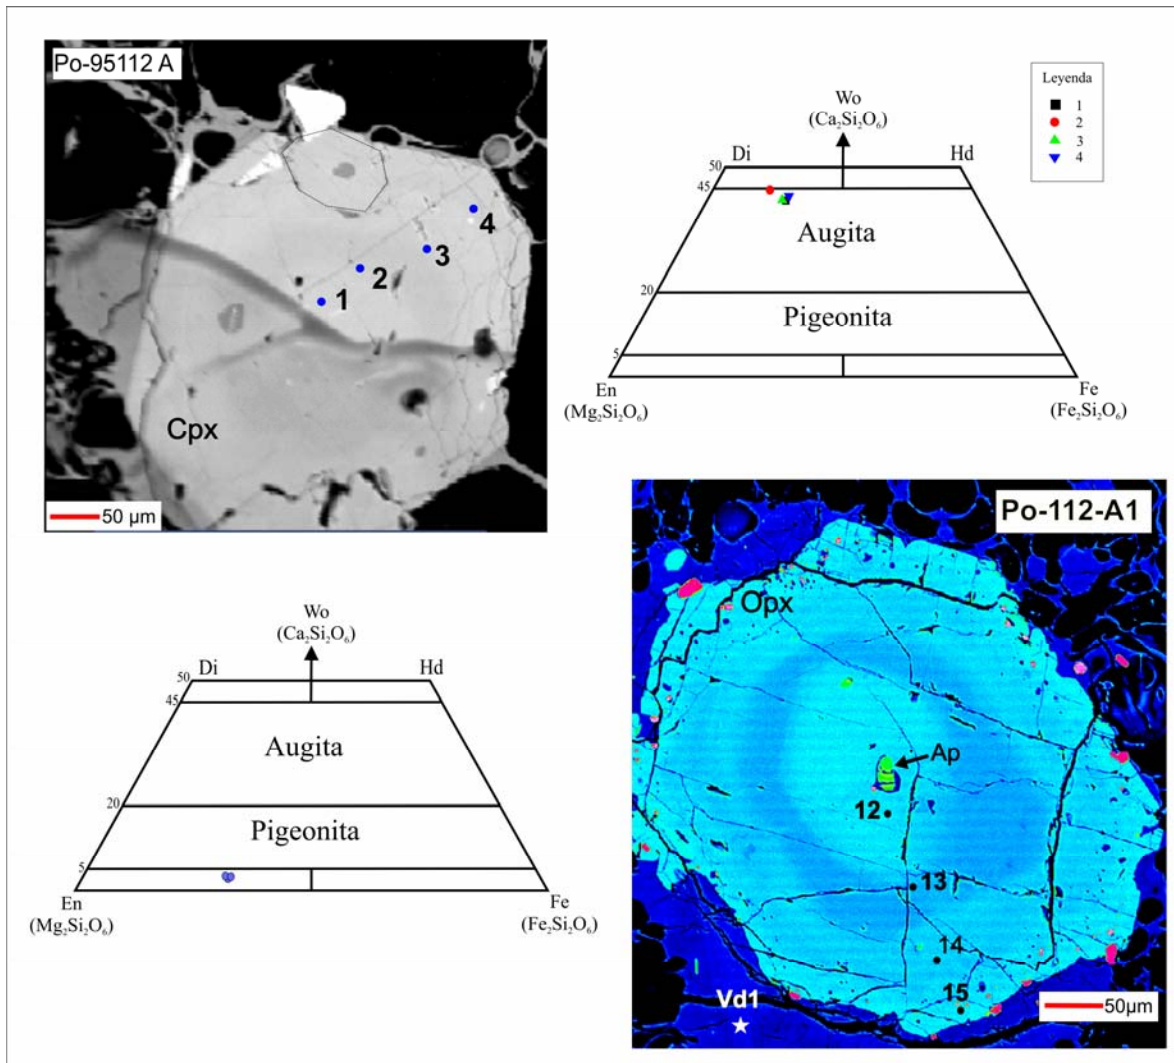 Po-95112 A
1
2
3
4
Cpx
50 µm
Leyenda
1
2
3
4
Wo
(Ca₂Si₂O₆)
Di
Hd
50
45
Augita
20
Pigeonita
5
En
(Mg₂Si₂O₆)
Fe
(Fe₂Si₂O₆)
Wo
(Ca₂Si₂O₆)
Di
Hd
50
45
Augita
20
Pigeonita
5
En
(Mg₂Si₂O₆)
Fe
(Fe₂Si₂O₆)
Po-112-A1
Opx
Ap
12
13
14
15
Vd1
50µm